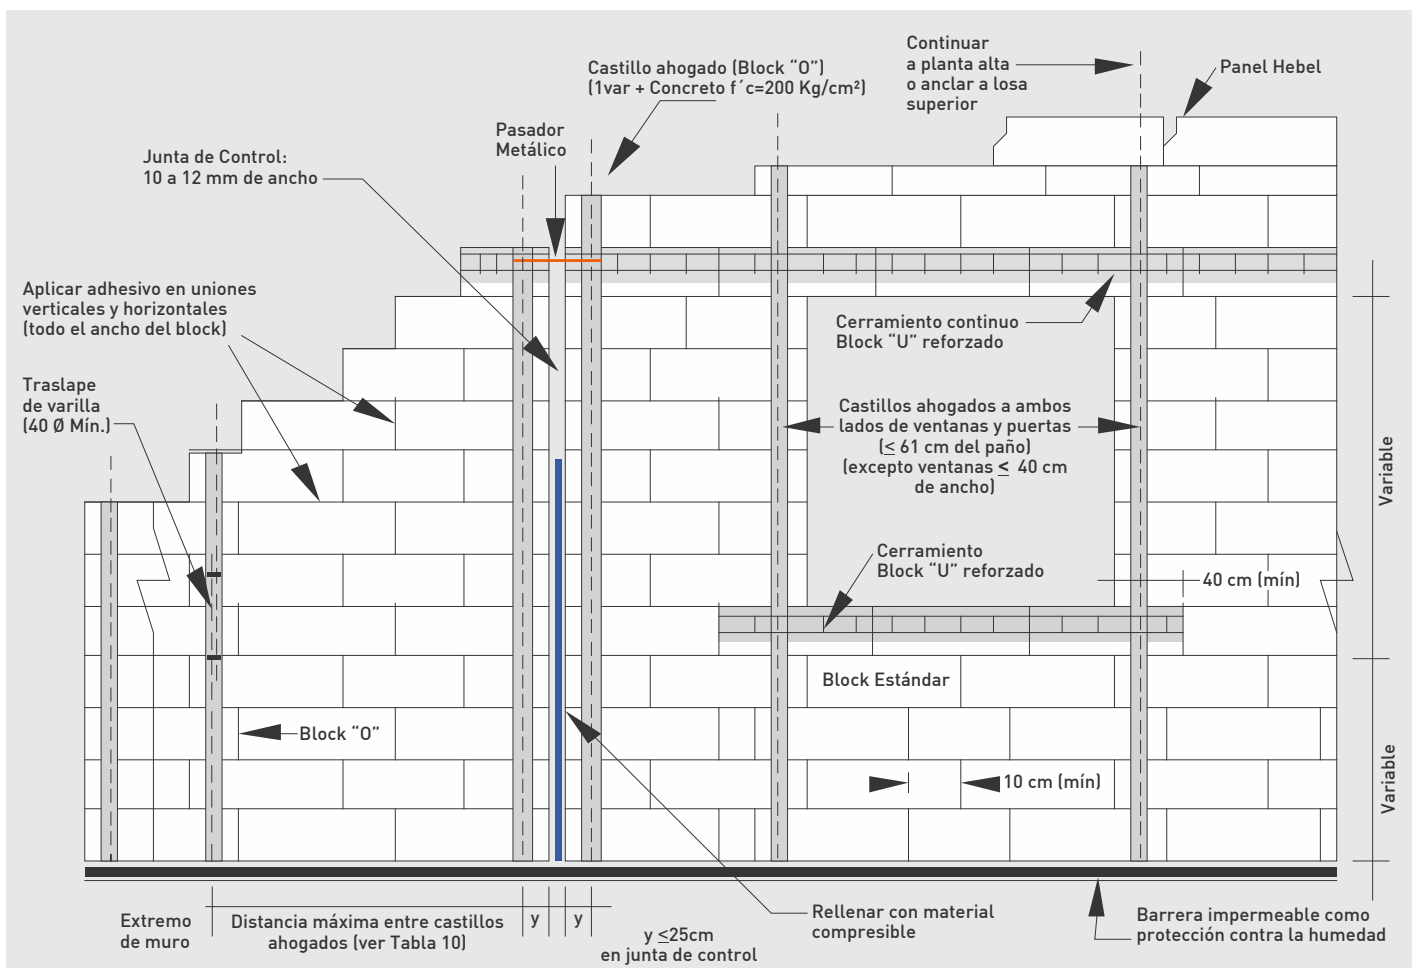 Continuar
a planta alta
o anclar a losa
superior
Panel Hebel
Castillo ahogado (Block “O”)
(1var + Concreto f´c=200 Kg/cm²)
Pasador
Metálico
Junta de Control:
10 a 12 mm de ancho
Aplicar adhesivo en uniones
verticales y horizontales
(todo el ancho del block)
Cerramiento continuo
Block “U” reforzado
Traslape
de varilla
(40 Ø Mín.)
Castillos ahogados a ambos
lados de ventanas y puertas
(≤ 61 cm del paño)
(excepto ventanas ≤ 40 cm
de ancho)
Variable
Cerramiento
Block “U” reforzado
40 cm (mín)
Block Estándar
Block “O”
10 cm (mín)
Variable
Extremo
de muro
Distancia máxima entre castillos
ahogados (ver Tabla 10)
y
y
y ≤25cm
en junta de control
Rellenar con material
compresible
Barrera impermeable como
protección contra la humedad